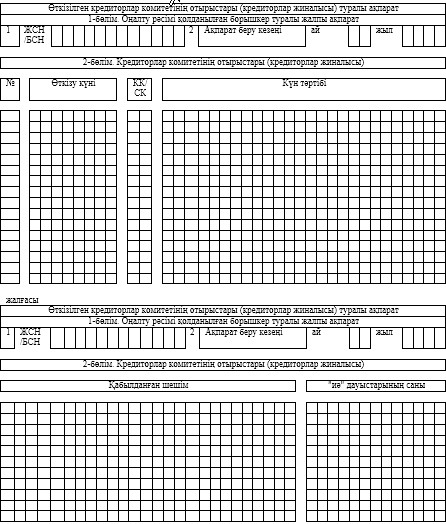 Өткізілген кредиторлар комитетінің отырыстары (кредиторлар жиналысы) туралы ақпарат
1-бөлім. Оңалту рәсімі қолданылған борышкер туралы жалпы ақпарат
1 ЖСН /БСН 2 Ақпарат беру кезеңі ай жыл
2-бөлім. Кредиторлар комитетінің отырыстары (кредиторлар жиналысы)
№ Өткізу күні КК/ СК Күн тәртібі
жалғасы
Өткізілген кредиторлар комитетінің отырыстары (кредиторлар жиналысы) туралы ақпарат
1-бөлім. Оңалту рәсімі қолданылған борышкер туралы жалпы ақпарат
1 ЖСН /БСН 2 Ақпарат беру кезеңі ай жыл
2-бөлім. Кредиторлар комитетінің отырыстары (кредиторлар жиналысы)
Қабылданған шешім "иә" дауыстарының саны